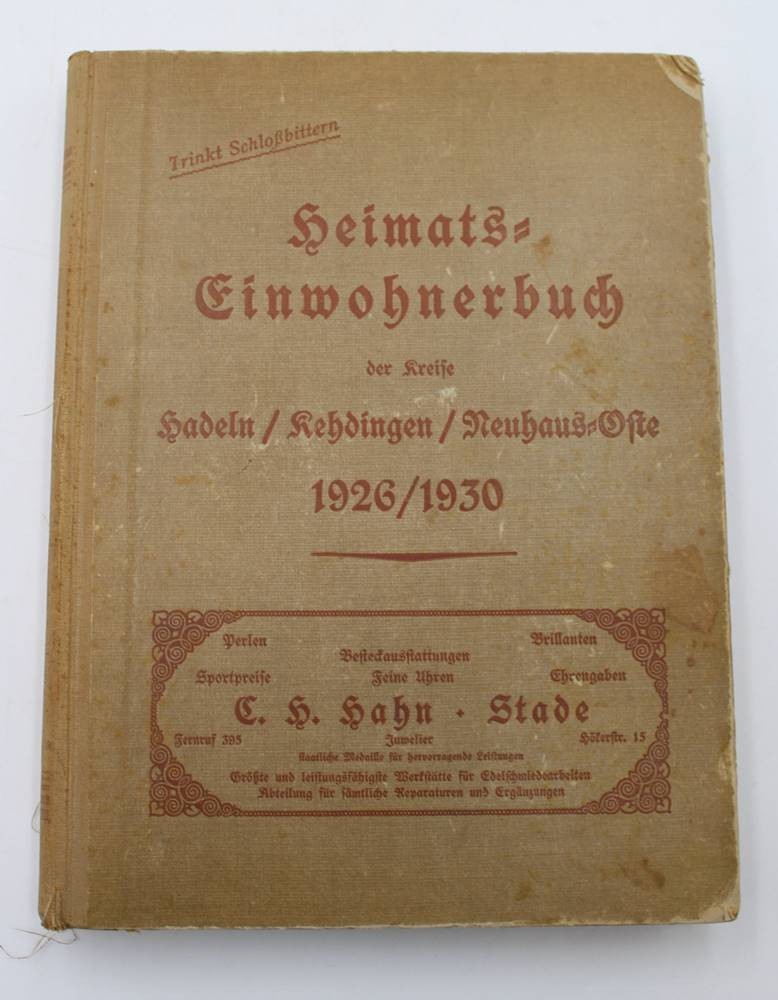 Trinkt Schloßbittern
Heimats-
Einwohnerbuch
der Kreise
Hadeln / Kehdingen / Neuhaus-Oste
1926/1930
Perlen Brillanten
Besteckausstattungen
Sportpreise Feine Uhren Ehrengaben
C. H. Hahn · Stade
Fernruf 395 Juwelier Hökerstr. 15
staatliche Medaille für hervorragende Leistungen
Größte und leistungsfähigste Werkstätte für Edelschmiedearbeiten
Abteilung für sämtliche Reparaturen und Ergänzungen